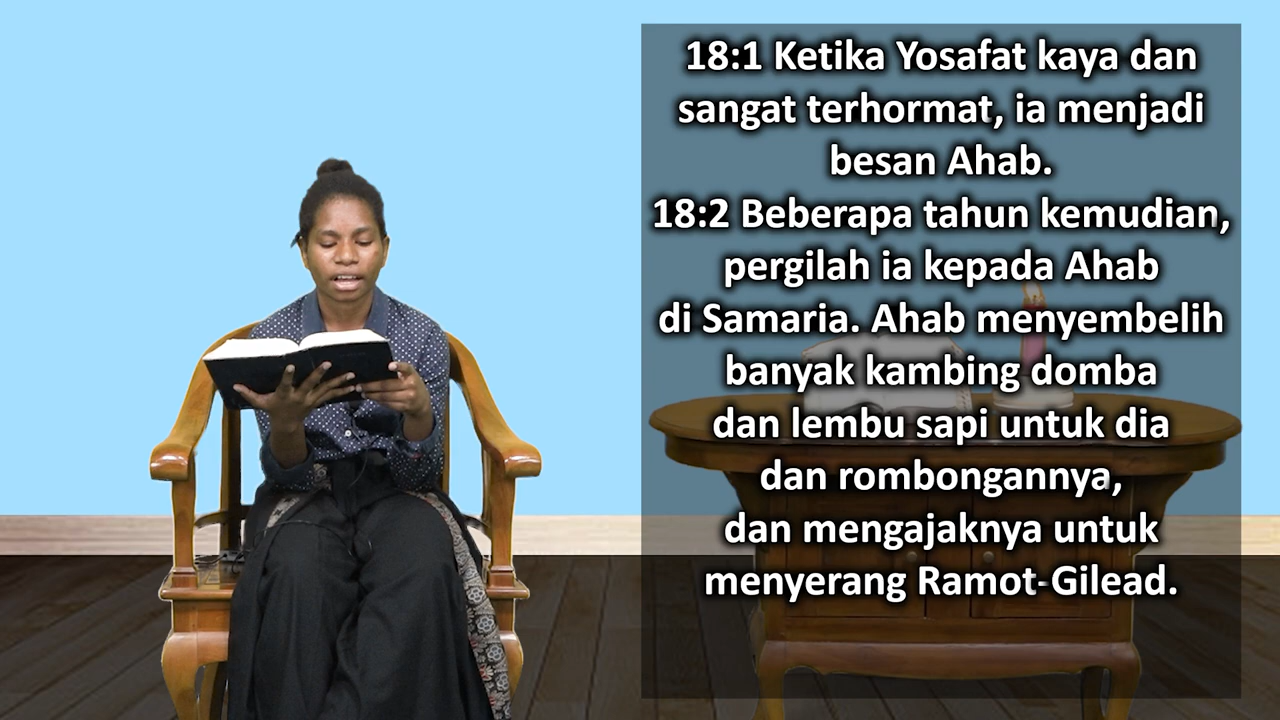 18:1 Ketika Yosafat kaya dan
sangat terhormat, ia menjadi
besan Ahab.
18:2 Beberapa tahun kemudian,
pergilah ia kepada Ahab
di Samaria. Ahab menyembelih
banyak kambing domba
dan lembu sapi untuk dia
dan rombongannya,
dan mengajaknya untuk
menyerang Ramot-Gilead.